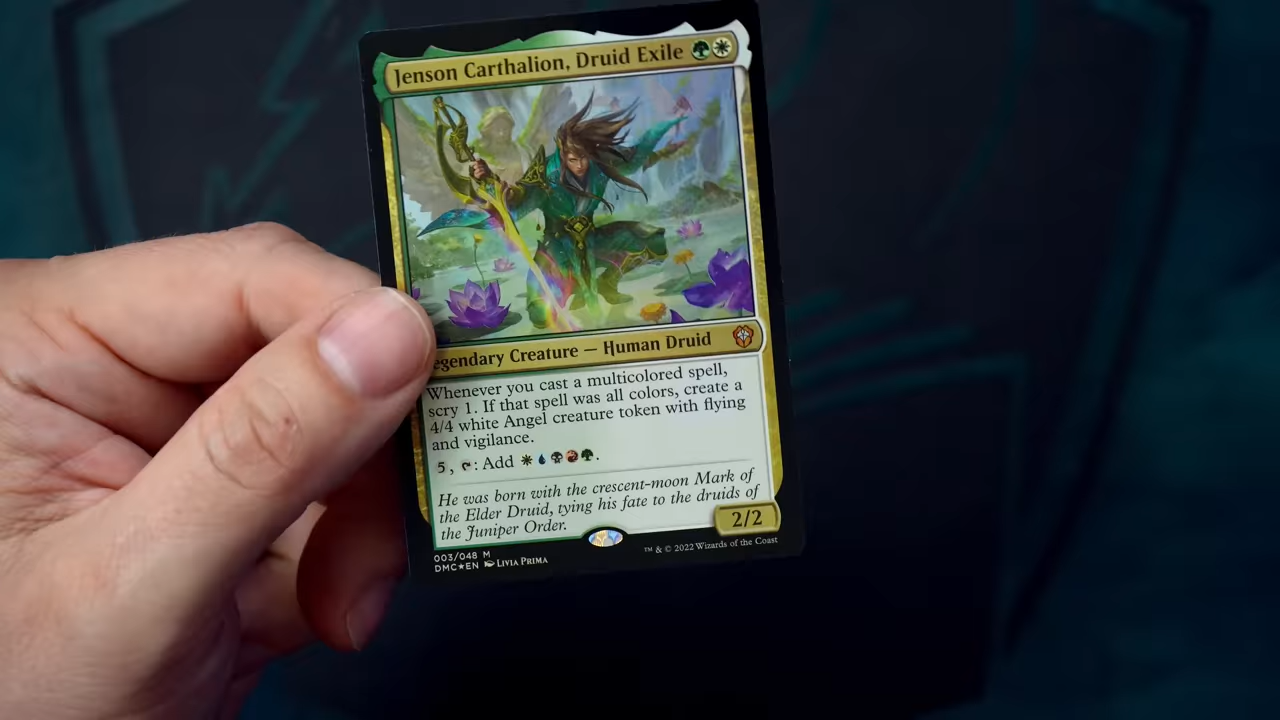 Jenson Carthalion, Druid Exile
egendary Creature — Human Druid
Whenever you cast a multicolored spell,
scry 1. If that spell was all colors, create a
4/4 white Angel creature token with flying
and vigilance.
5, : Add .
He was born with the crescent-moon Mark of
the Elder Druid, tying his fate to the druids of
the Juniper Order.
2/2
003/048 M
DMC★EN LIVIA PRIMA
™ & © 2022 Wizards of the Coast